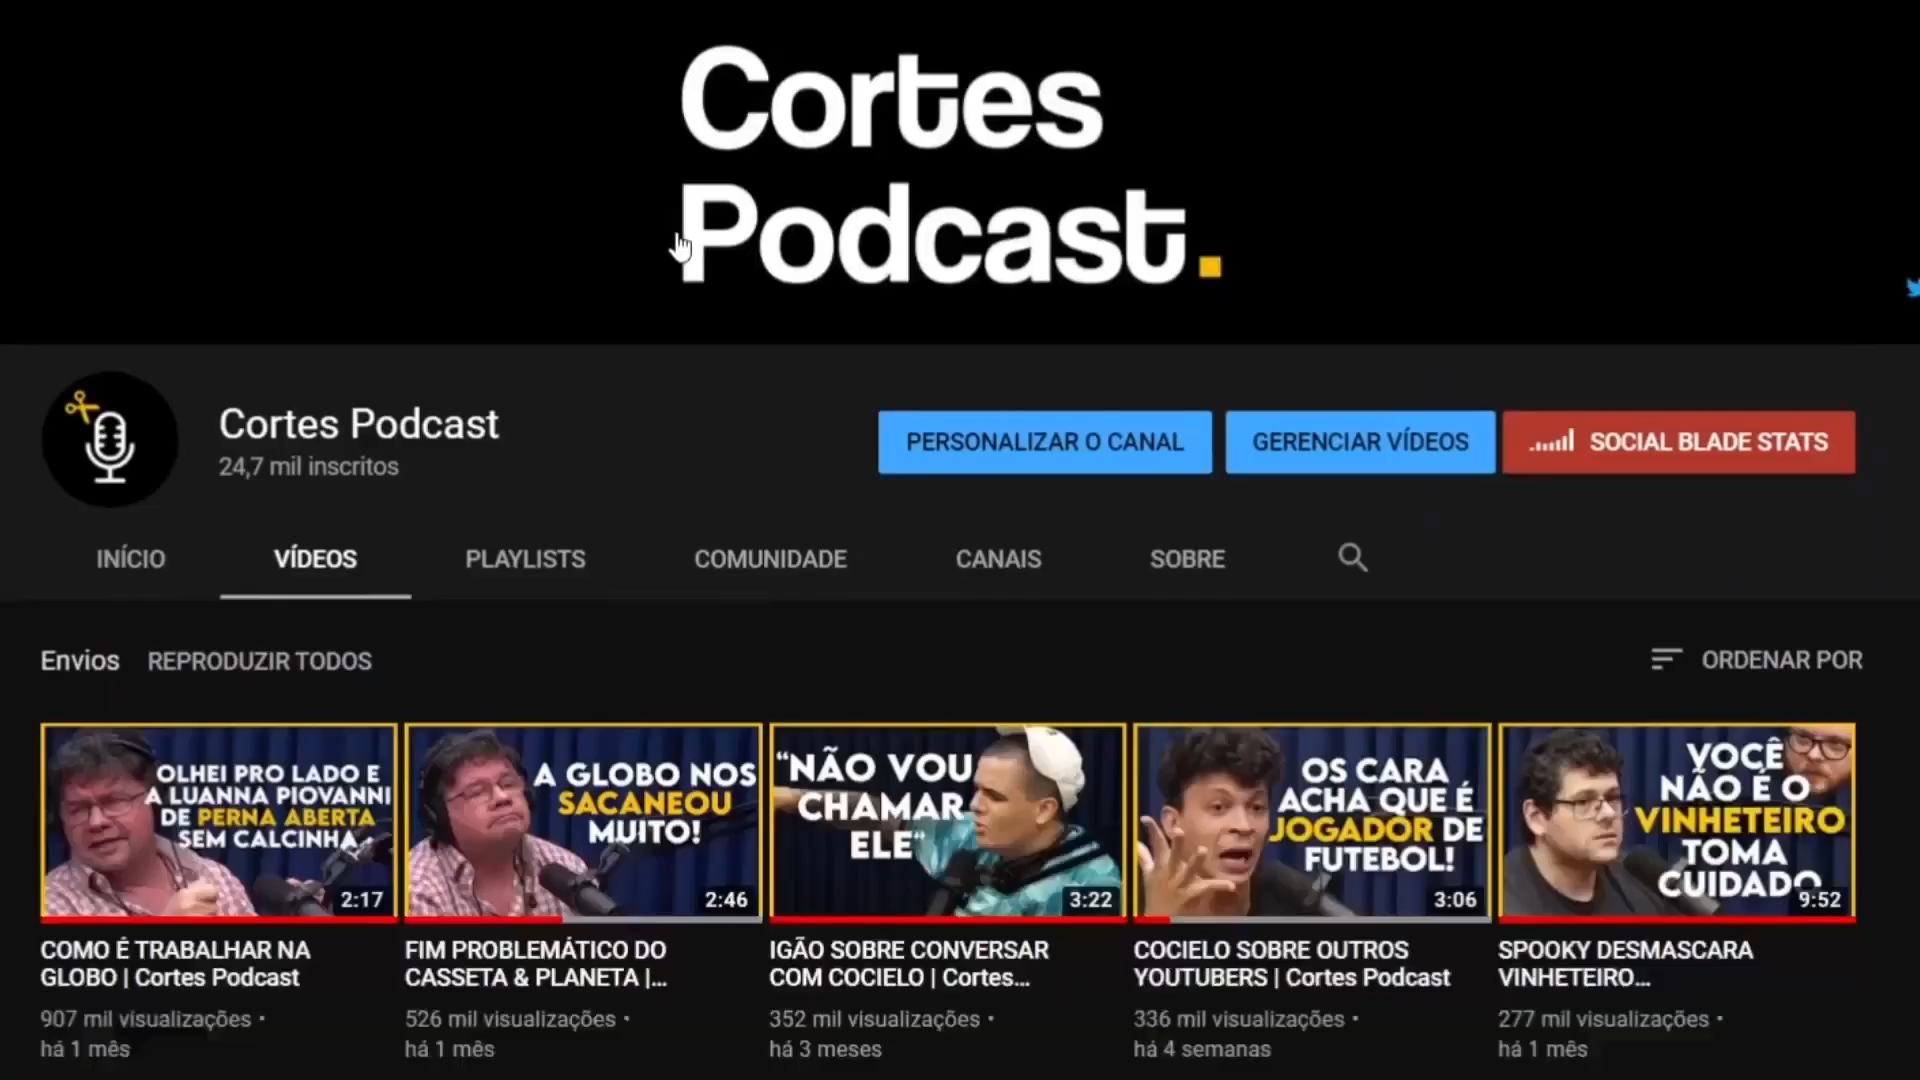 Cortes
Podcast.
Cortes Podcast
24,7 mil inscritos
PERSONALIZAR O CANAL
GERENCIAR VÍDEOS
SOCIAL BLADE STATS
INÍCIO
VÍDEOS
PLAYLISTS
COMUNIDADE
CANAIS
SOBRE
Envios
REPRODUZIR TODOS
ORDENAR POR
OLHEI PRO LADO E
A LUANNA PIOVANNI
DE PERNA ABERTA
SEM CALCINHA
2:17
A GLOBO NOS
SACANEOU
MUITO!
2:46
“NÃO VOU
CHAMAR
ELE“
3:22
OS CARA
ACHA QUE É
JOGADOR DE
FUTEBOL!
3:06
VOCÊ
NÃO É O
VINHETEIRO
TOMA
CUIDADO
9:52
COMO É TRABALHAR NA
GLOBO | Cortes Podcast
907 mil visualizações •
há 1 mês
FIM PROBLEMÁTICO DO
CASSETA & PLANETA |...
526 mil visualizações •
há 1 mês
IGÃO SOBRE CONVERSAR
COM COCIELO | Cortes...
352 mil visualizações •
há 3 meses
COCIELO SOBRE OUTROS
YOUTUBERS | Cortes Podcast
336 mil visualizações •
há 4 semanas
SPOOKY DESMASCARA
VINHETEIRO...
277 mil visualizações •
há 1 mês